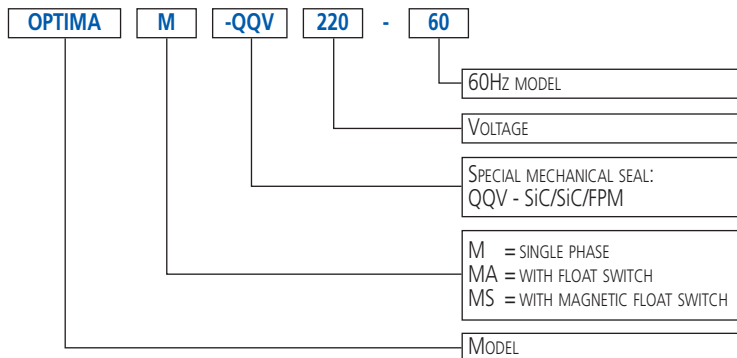 OPTIMA M -QQV 220 - 60
60Hz MODEL
VOLTAGE
SPECIAL MECHANICAL SEAL:
QQV - SiC/SiC/FPM
M = SINGLE PHASE
MA = WITH FLOAT SWITCH
MS = WITH MAGNETIC FLOAT SWITCH
MODEL